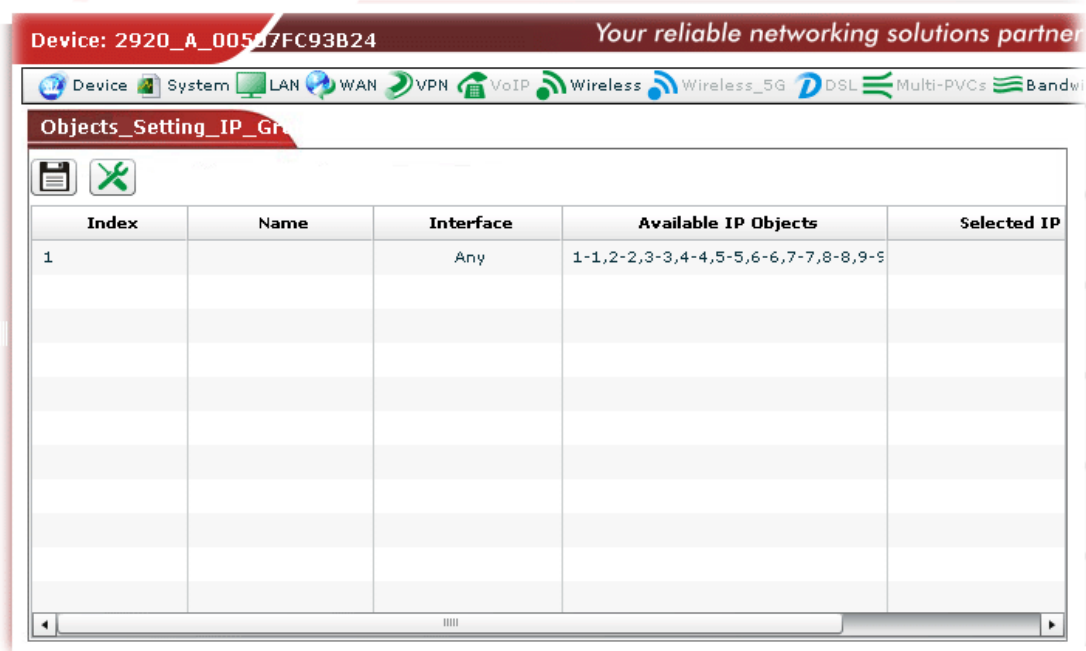 Device: 2920_A_00507FC93B24
Your reliable networking solutions partner
Device System LAN WAN VPN VoIP Wireless Wireless_5G DSL Multi-PVCs Bandwi
Objects_Setting_IP_Gr
Index Name Interface Available IP Objects Selected IP
1 Any 1-1,2-2,3-3,4-4,5-5,6-6,7-7,8-8,9-9